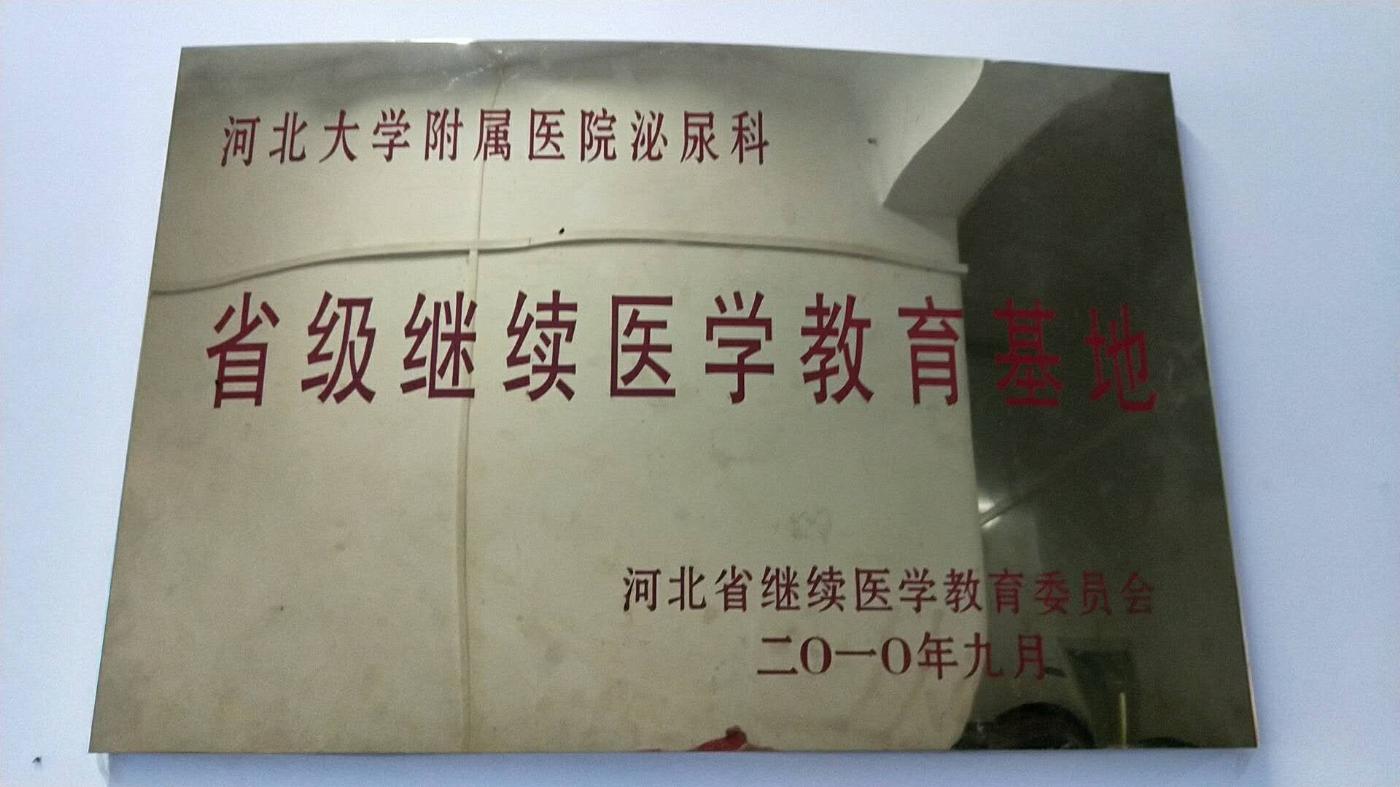 河北大学附属医院泌尿科
省级继续医学教育基地
河北省继续医学教育委员会
二〇一〇年九月